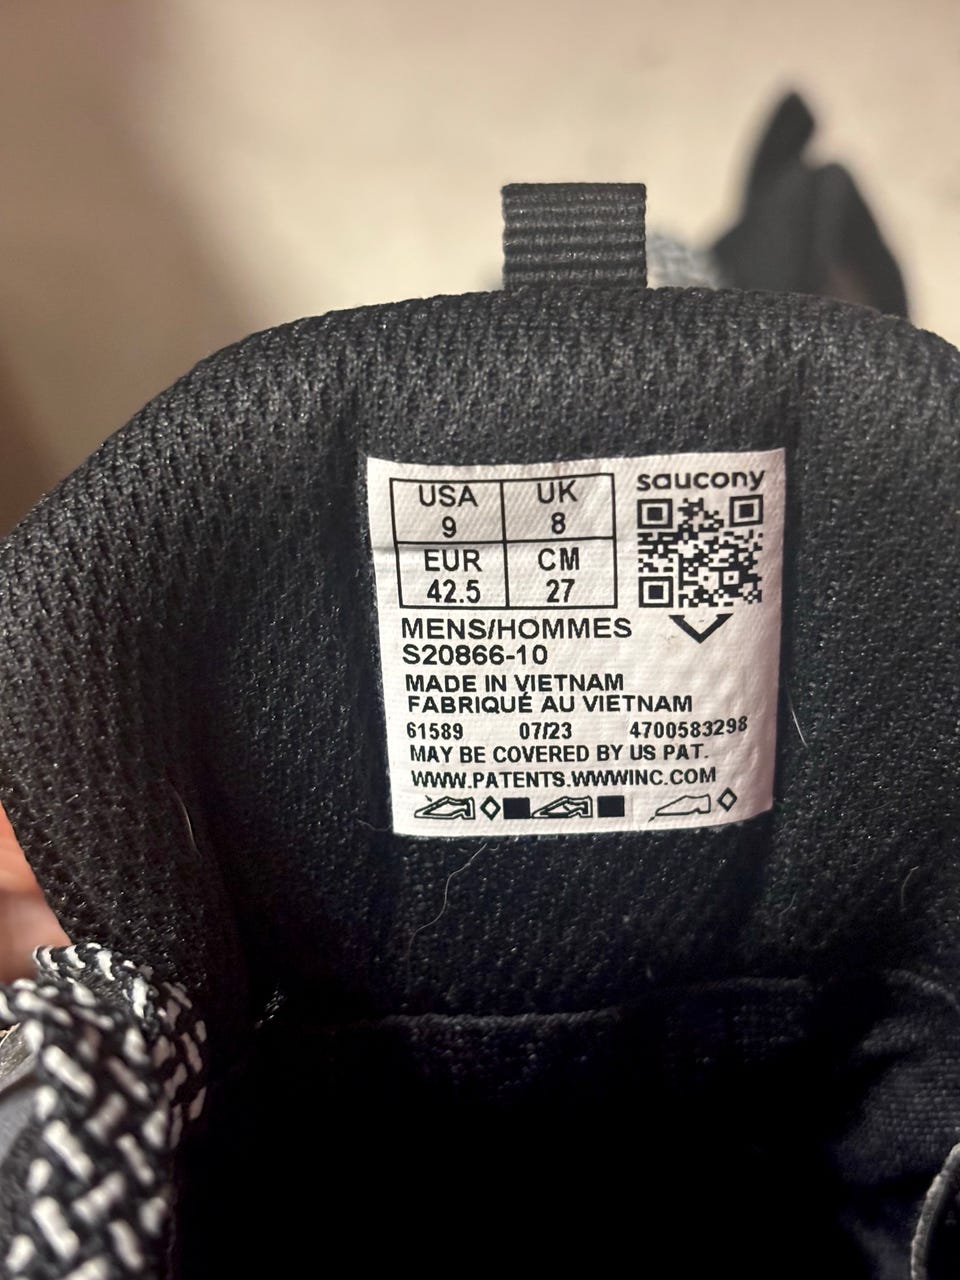 USA UK
9 8
EUR CM
42.5 27
saucony
MENS/HOMMES
S20866-10
MADE IN VIETNAM
FABRIQUÉ AU VIETNAM
61589 07/23 4700583298
MAY BE COVERED BY US PAT.
WWW.PATENTS.WWWINC.COM